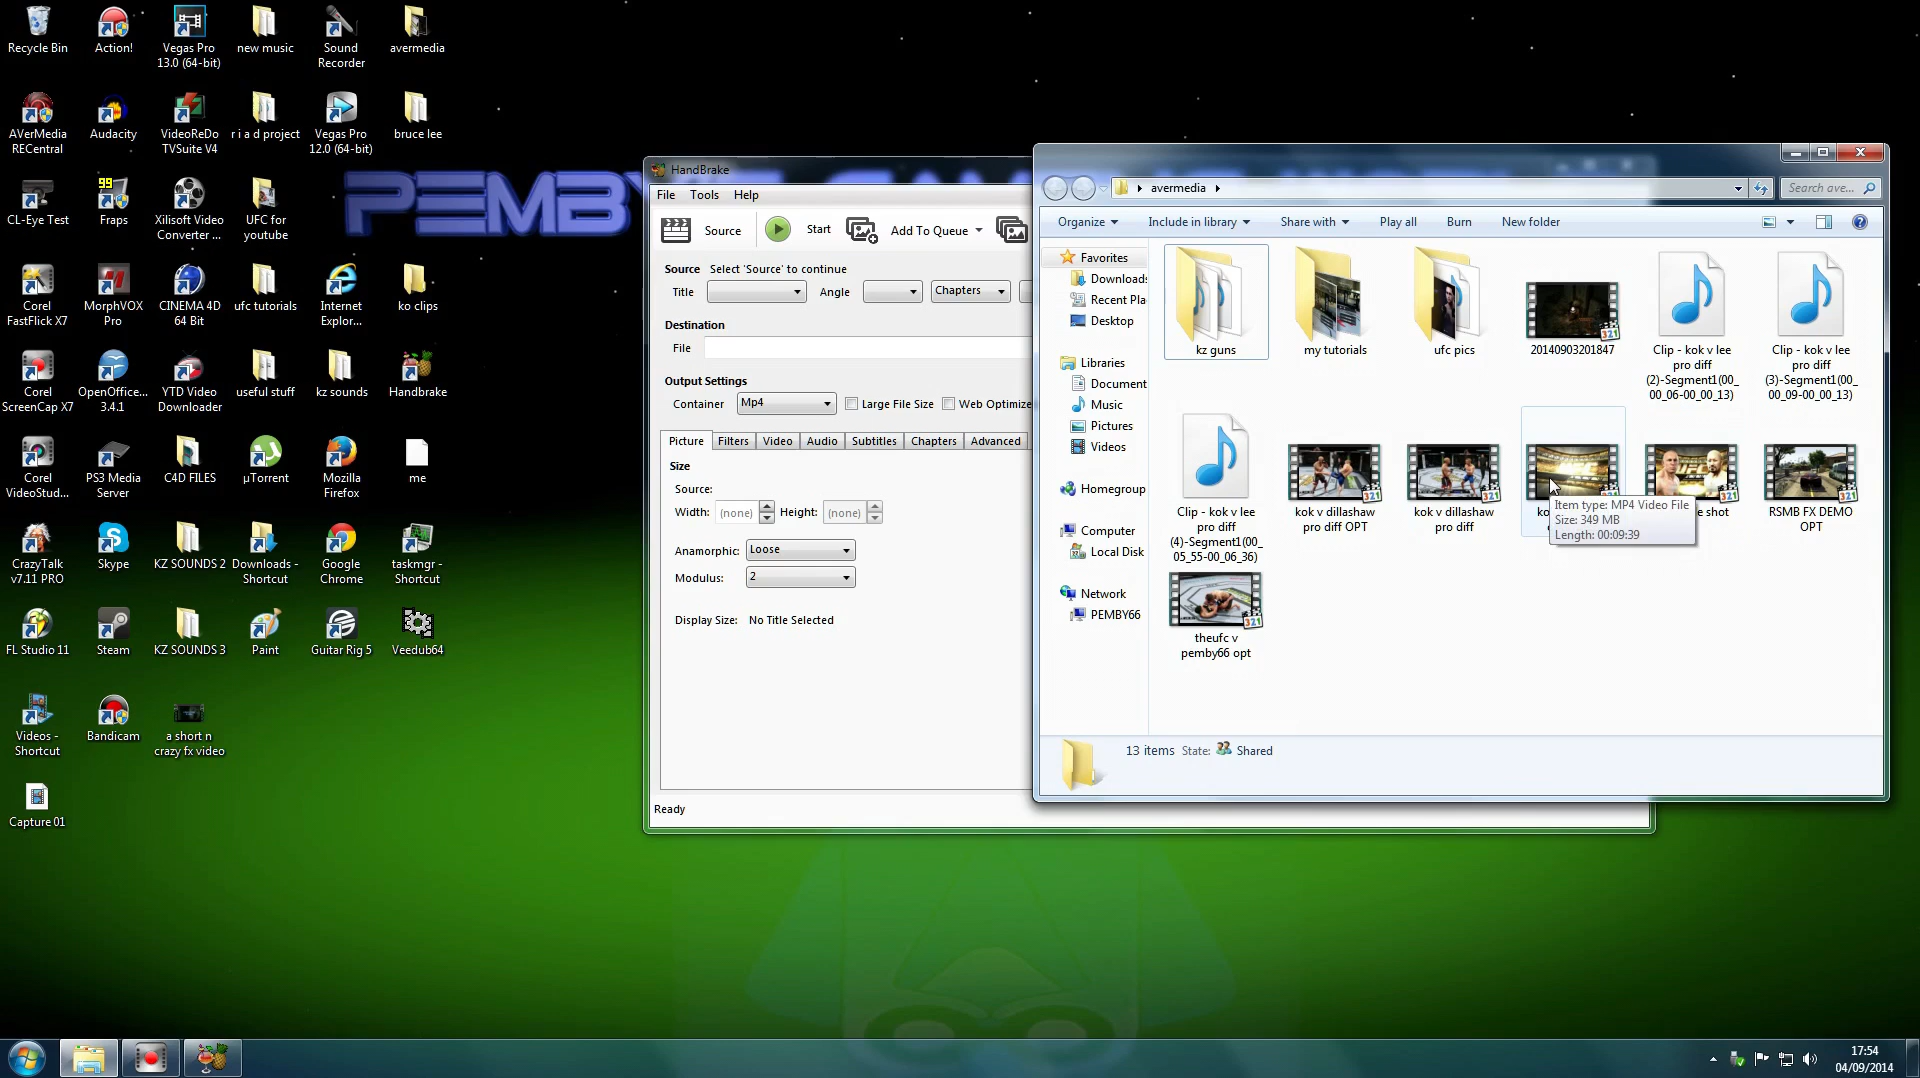 Recycle Bin
Action!
Vegas Pro
13.0 (64-bit)
new music
Sound
Recorder
avermedia
AVerMedia
RECentral
Audacity
VideoReDo
TVSuite V4
r i a d project
Vegas Pro
12.0 (64-bit)
bruce lee
CL-Eye Test
99
Fraps
Xilisoft Video
Converter ...
UFC for
youtube
Corel
FastFlick X7
MorphVOX
Pro
CINEMA 4D
64 Bit
ufc tutorials
Internet
Explor...
ko clips
Corel
ScreenCap X7
OpenOffice...
3.4.1
YTD Video
Downloader
useful stuff
kz sounds
Handbrake
Corel
VideoStud...
PS3 Media
Server
C4D FILES
µTorrent
Mozilla
Firefox
me
CrazyTalk
v7.11 PRO
Skype
KZ SOUNDS 2
Downloads -
Shortcut
Google
Chrome
taskmgr -
Shortcut
FL Studio 11
Steam
KZ SOUNDS 3
Paint
Guitar Rig 5
Veedub64
Videos -
Shortcut
Bandicam
a short n
crazy fx video
Capture 01
PEMBY
HandBrake
File Tools Help
Source Start Add To Queue
Source Select 'Source' to continue
Title Angle Chapters
Destination
File
Output Settings
Container Mp4 Large File Size Web Optimize
Picture Filters Video Audio Subtitles Chapters Advanced
Size
Source:
Width: (none) Height: (none)
Anamorphic: Loose
Modulus: 2
Display Size: No Title Selected
Ready
avermedia
Search ave...
Organize Include in library Share with Play all Burn New folder
Favorites
Downloads
Recent Pla
Desktop
Libraries
Document
Music
Pictures
Videos
Homegroup
Computer
Local Disk
Network
PEMBY66
kz guns
my tutorials
ufc pics
321
20140903201847
Clip - kok v lee
pro diff
(2)-Segment1(00_
00_06-00_00_13)
Clip - kok v lee
pro diff
(3)-Segment1(00_
00_09-00_00_13)
Clip - kok v lee
pro diff
(4)-Segment1(00_
05_55-00_06_36)
321
kok v dillashaw
pro diff OPT
321
kok v dillashaw
pro diff
321
Item type: MP4 Video File
Size: 349 MB
Length: 00:09:39
321
shot
321
RSMB FX DEMO
OPT
321
theufc v
pemby66 opt
13 items State: Shared
17:54
04/09/2014